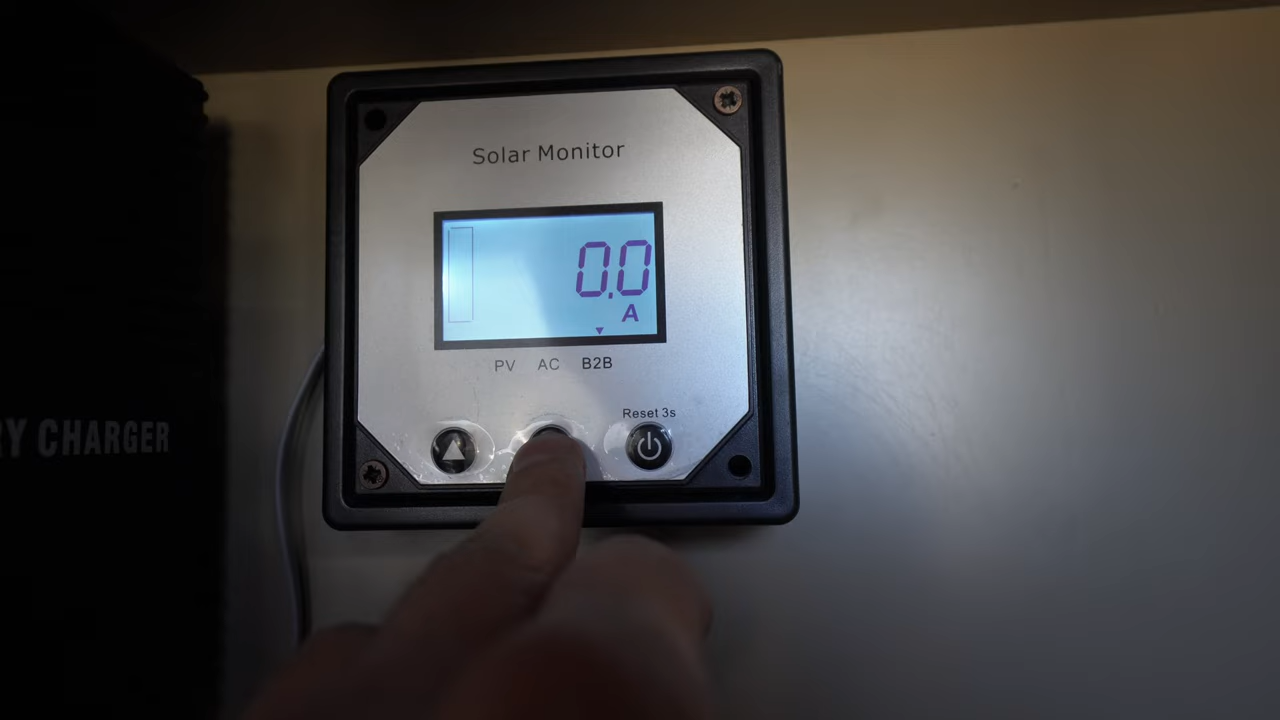 Solar Monitor
0.0
A
PV AC B2B
Reset 3s
RY CHARGER